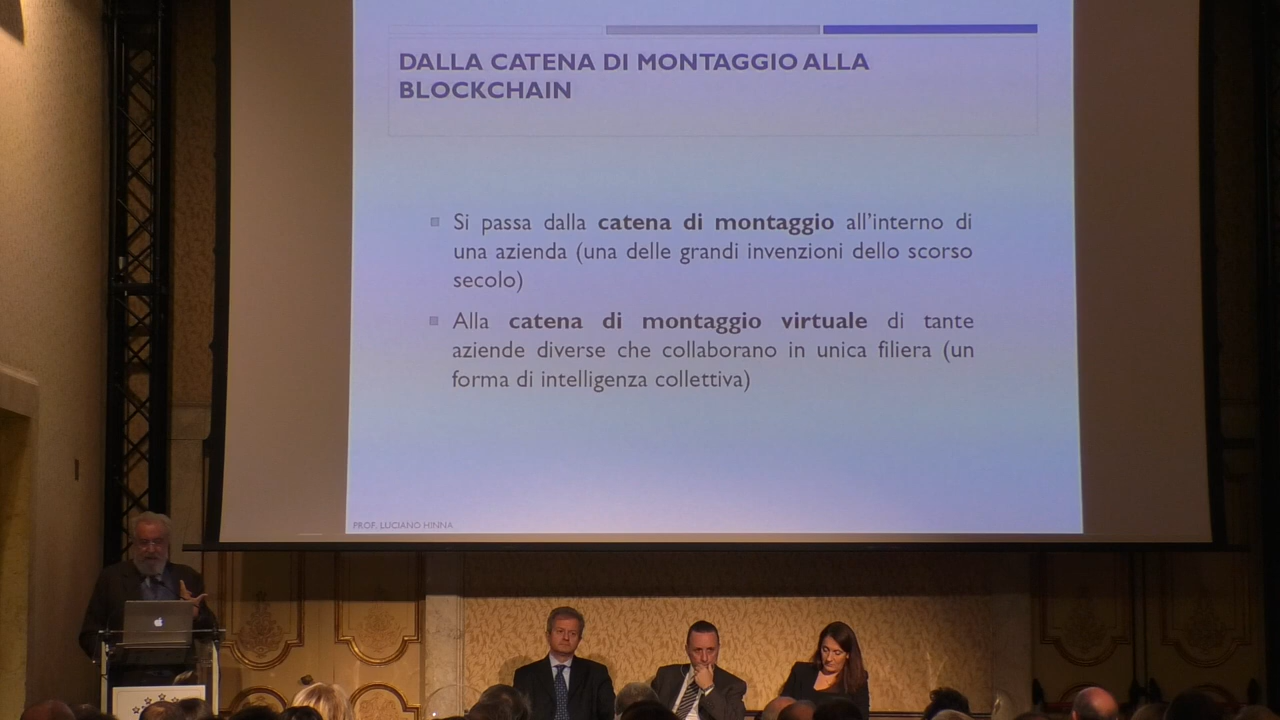 DALLA CATENA DI MONTAGGIO ALLA
BLOCKCHAIN
Si passa dalla catena di montaggio all'interno di
una azienda (una delle grandi invenzioni dello scorso
secolo)
Alla catena di montaggio virtuale di tante
aziende diverse che collaborano in unica filiera (un
forma di intelligenza collettiva)
PROF. LUCIANO HINNA